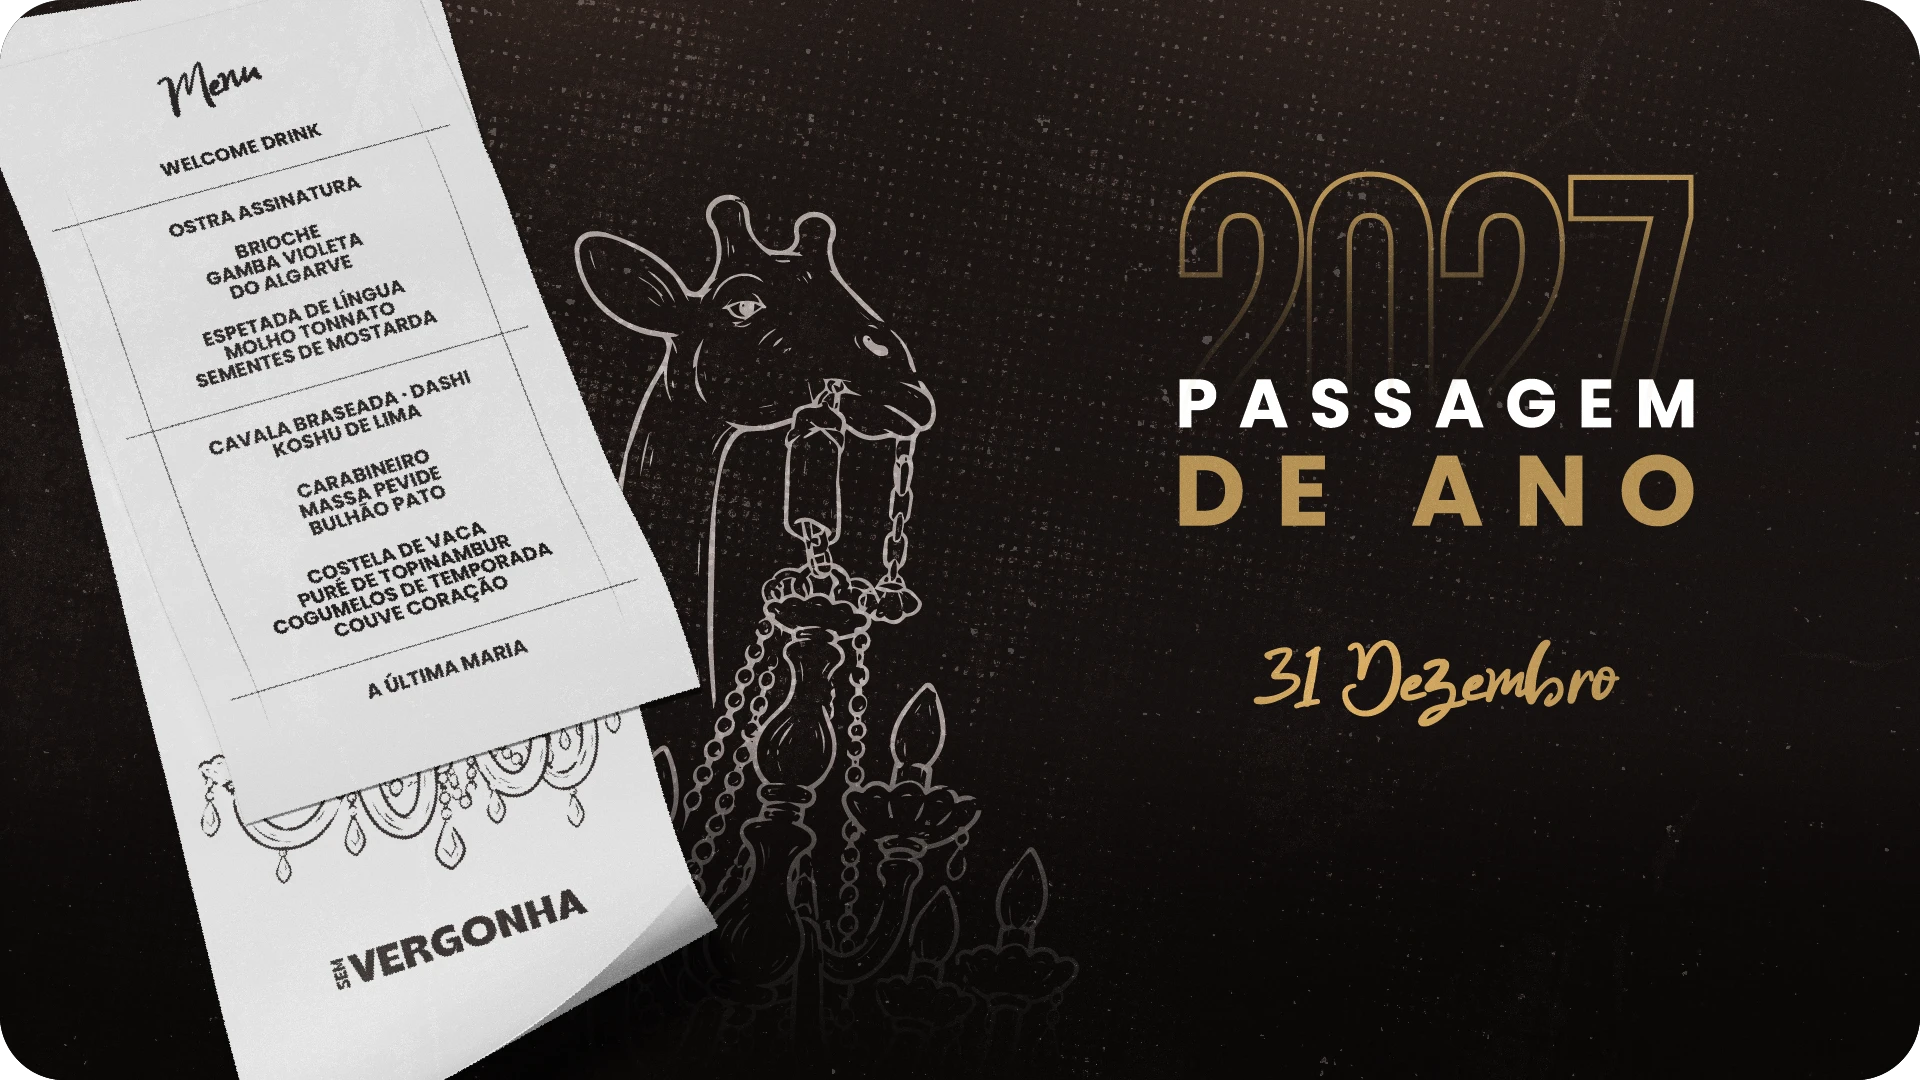 Menu
WELCOME DRINK
OSTRA ASSINATURA
BRIOCHE
GAMBA VIOLETA
DO ALGARVE
ESPETADA DE LÍNGUA
MOLHO TONNATO
SEMENTES DE MOSTARDA
CAVALA BRASEADA · DASHI
KOSHU DE LIMA
CARABINEIRO
MASSA PEVIDE
BULHÃO PATO
COSTELA DE VACA
PURÉ DE TOPINAMBUR
COGUMELOS DE TEMPORADA
COUVE CORAÇÃO
A ÚLTIMA MARIA
SEM VERGONHA
2027
PASSAGEM
DE ANO
31 Dezembro